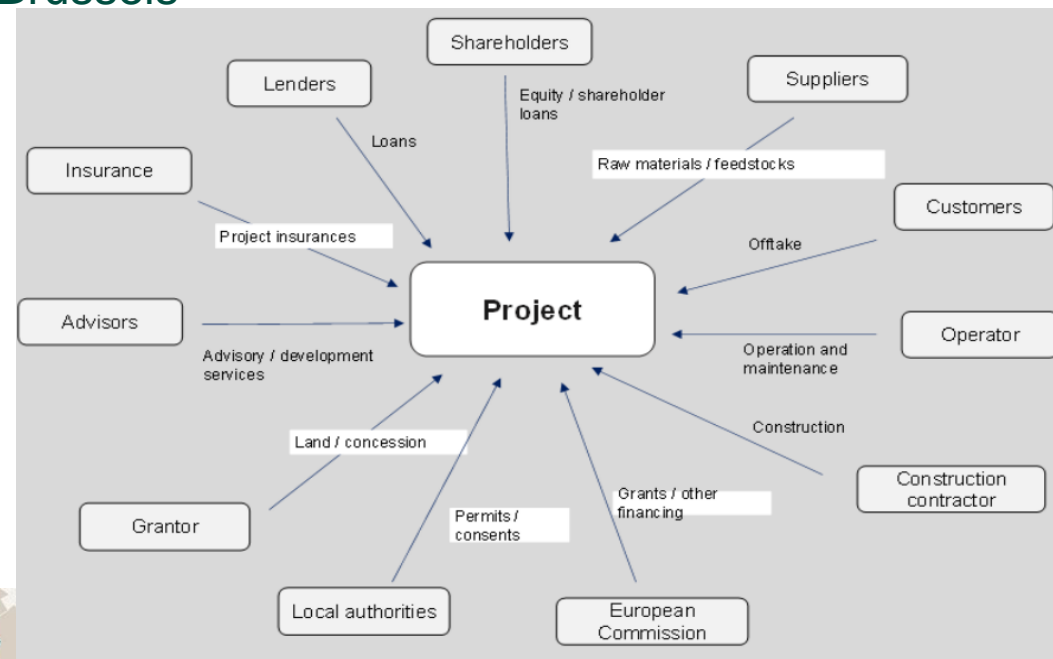 Brussels
Shareholders
Lenders
Suppliers
Equity / shareholder
loans
Loans
Raw materials / feedstocks
Insurance
Customers
Project insurances
Offtake
Project
Advisors
Operator
Advisory / development
services
Operation and
maintenance
Land / concession
Construction
Construction
contractor
Grants / other
financing
Grantor
Permits /
consents
Local authorities
European
Commission